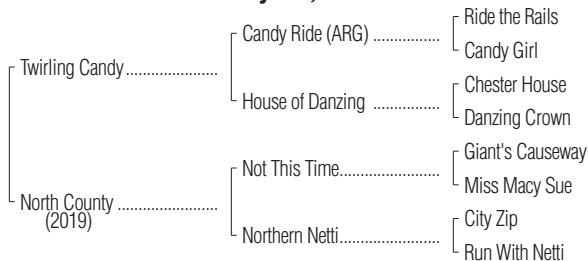 Ride the Rails
Candy Ride (ARG) ................
Candy Girl
Twirling Candy ......................
Chester House
House of Danzing ................
Danzing Crown
Giant's Causeway
Not This Time........................
Miss Macy Sue
North County ........................
(2019)
City Zip
Northern Netti........................
Run With Netti